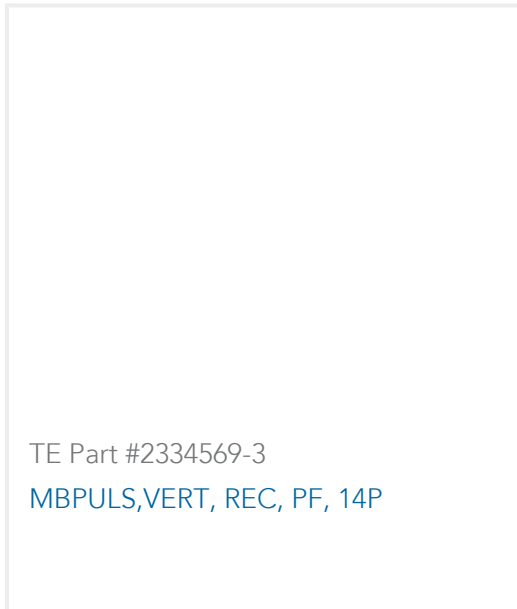 TE Part #2334569-3
MBPULS,VERT, REC, PF, 14P